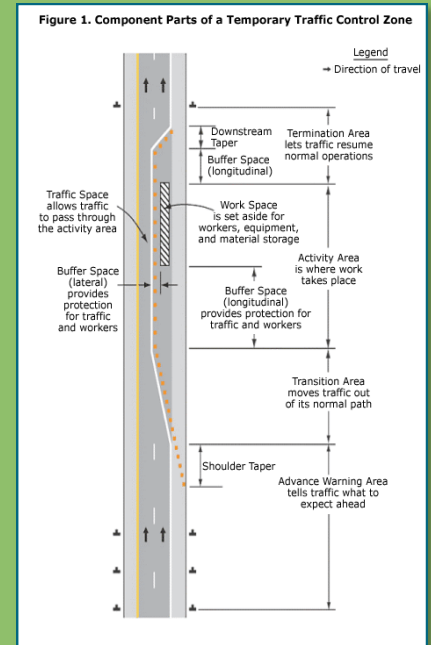 Figure 1. Component Parts of a Temporary Traffic Control Zone
Legend
Direction of travel
Downstream
Taper
Termination Area
lets traffic resume
normal operations
Buffer Space
(longitudinal)
Traffic Space
allows traffic
to pass through
the activity area
Work Space
is set aside for
workers, equipment,
and material storage
Activity Area
is where work
takes place
Buffer Space
(lateral)
provides
protection
for traffic
and workers
Buffer Space
(longitudinal)
provides protection for
traffic and workers
Transition Area
moves traffic out
of its normal path
Shoulder Taper
Advance Warning Area
tells traffic what to
expect ahead